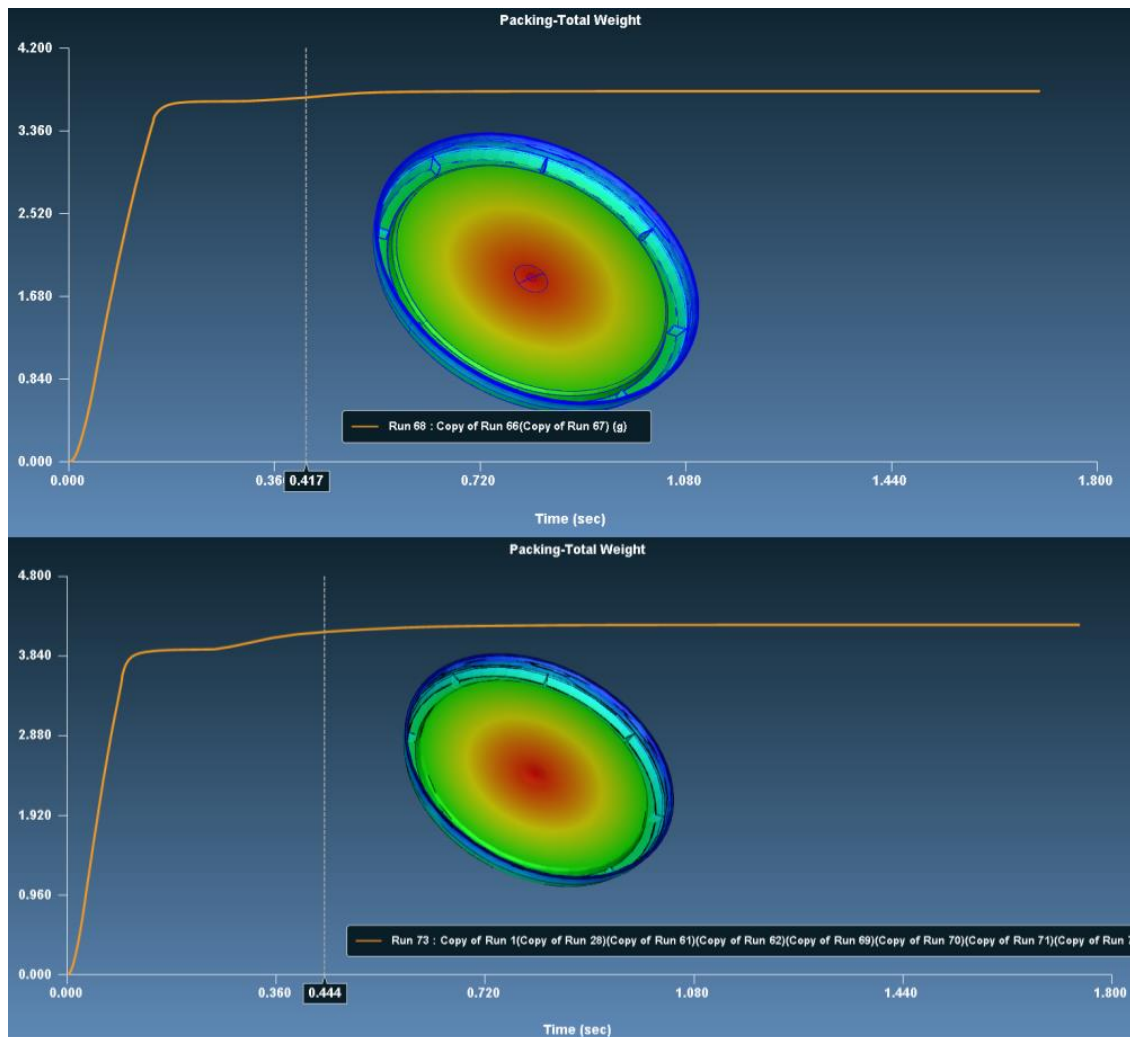 Packing-Total Weight
4.200
3.360
2.520
1.680
0.840
0.000
Run 68 : Copy of Run 66(Copy of Run 67) (g)
0.000 0.36 0.417 0.720 1.080 1.440 1.800
Time (sec)
Packing-Total Weight
4.800
3.840
2.880
1.920
0.960
0.000
Run 73 : Copy of Run 1(Copy of Run 28)(Copy of Run 61)(Copy of Run 62)(Copy of Run 69)(Copy of Run 70)(Copy of Run 71)(Copy of Run
0.000 0.360 0.444 0.720 1.080 1.440 1.800
Time (sec)